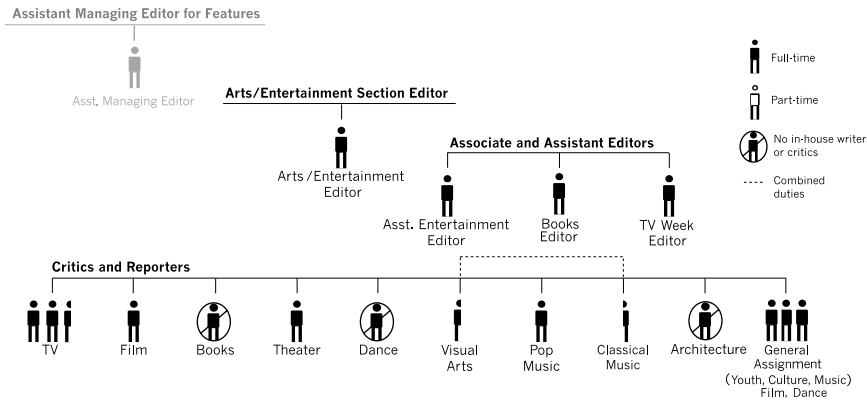 Assistant Managing Editor for Features
Asst. Managing Editor
Arts/Entertainment Section Editor
Arts/Entertainment
Editor
Associate and Assistant Editors
Asst. Entertainment
Editor
Books
Editor
TV Week
Editor
Full-time
Part-time
No in-house writer
or critics
Combined
duties
Critics and Reporters
TV
Film
Books
Theater
Dance
Visual
Arts
Pop
Music
Classical
Music
Architecture
General
Assignment
(Youth, Culture, Music)
Film, Dance